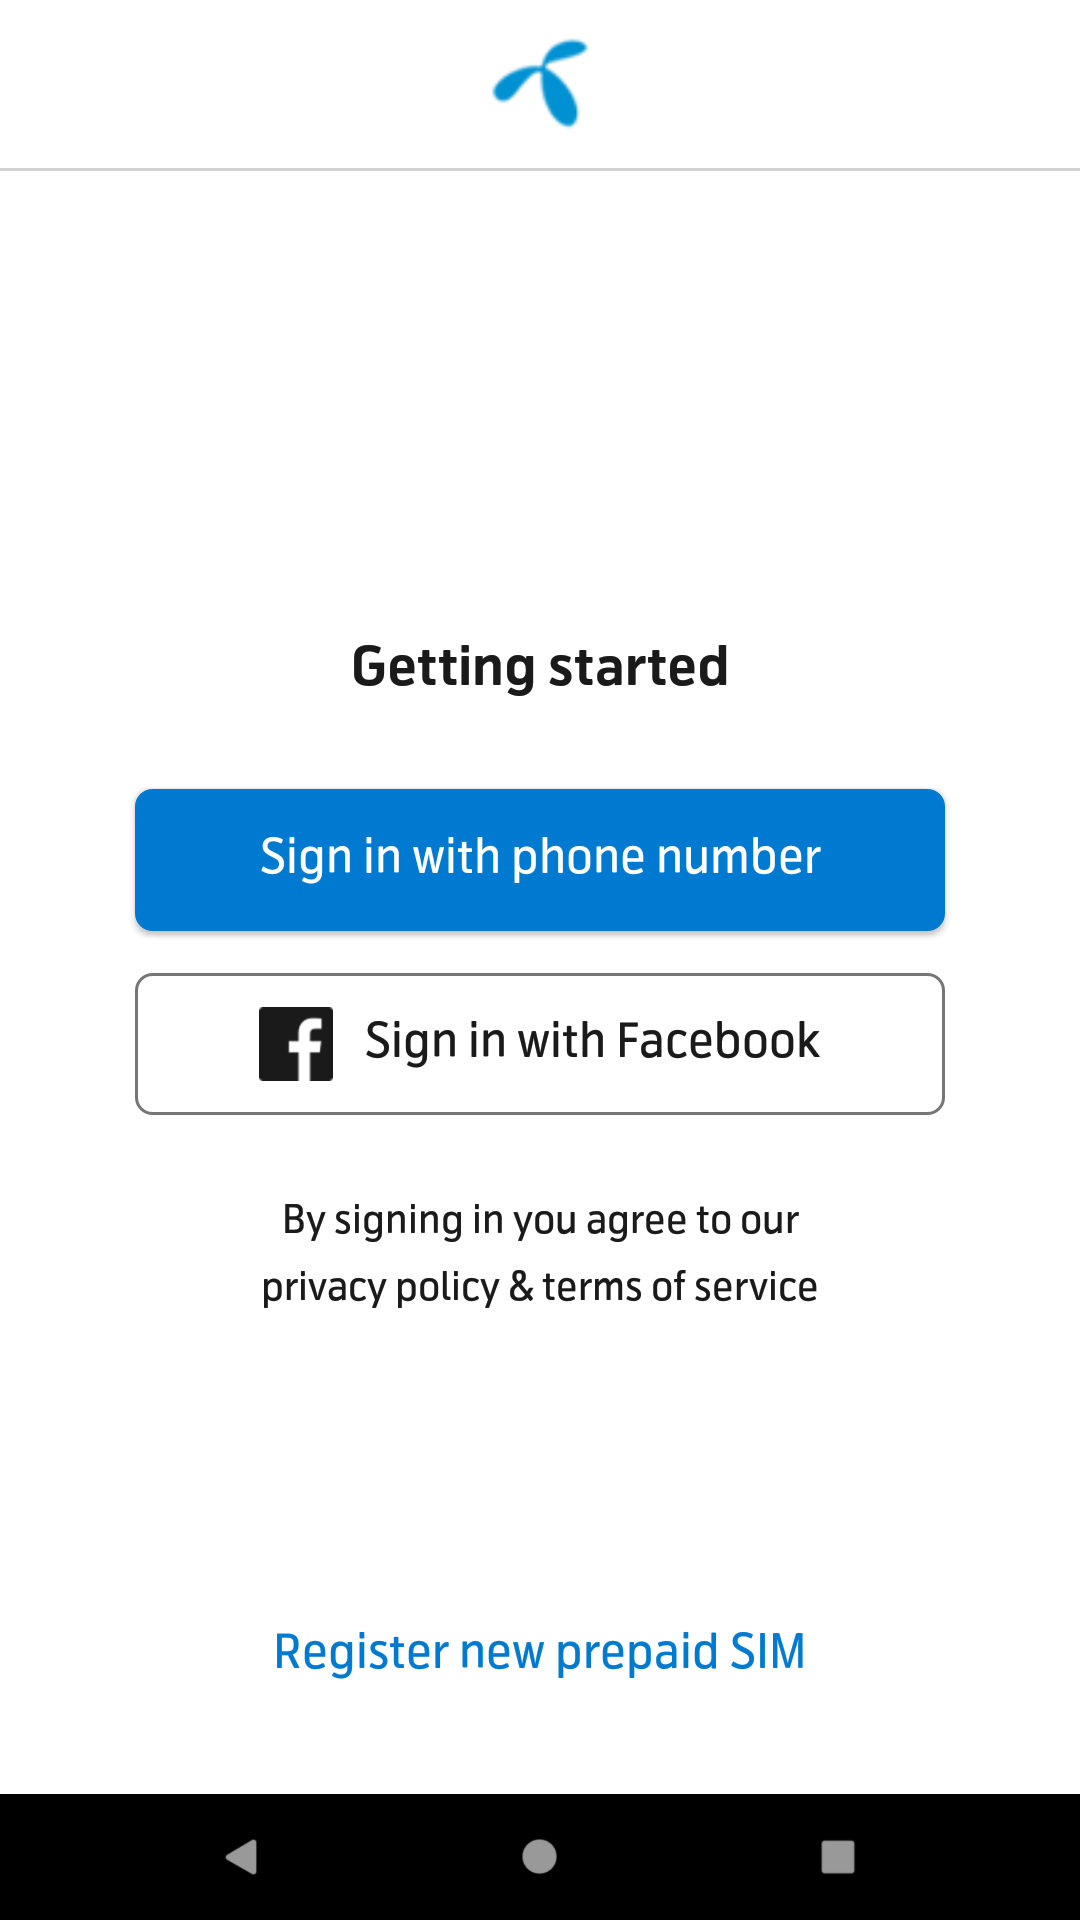 Getting started
Sign in with phone number
Sign in with Facebook
By signing in you agree to our
privacy policy & terms of service
Register new prepaid SIM